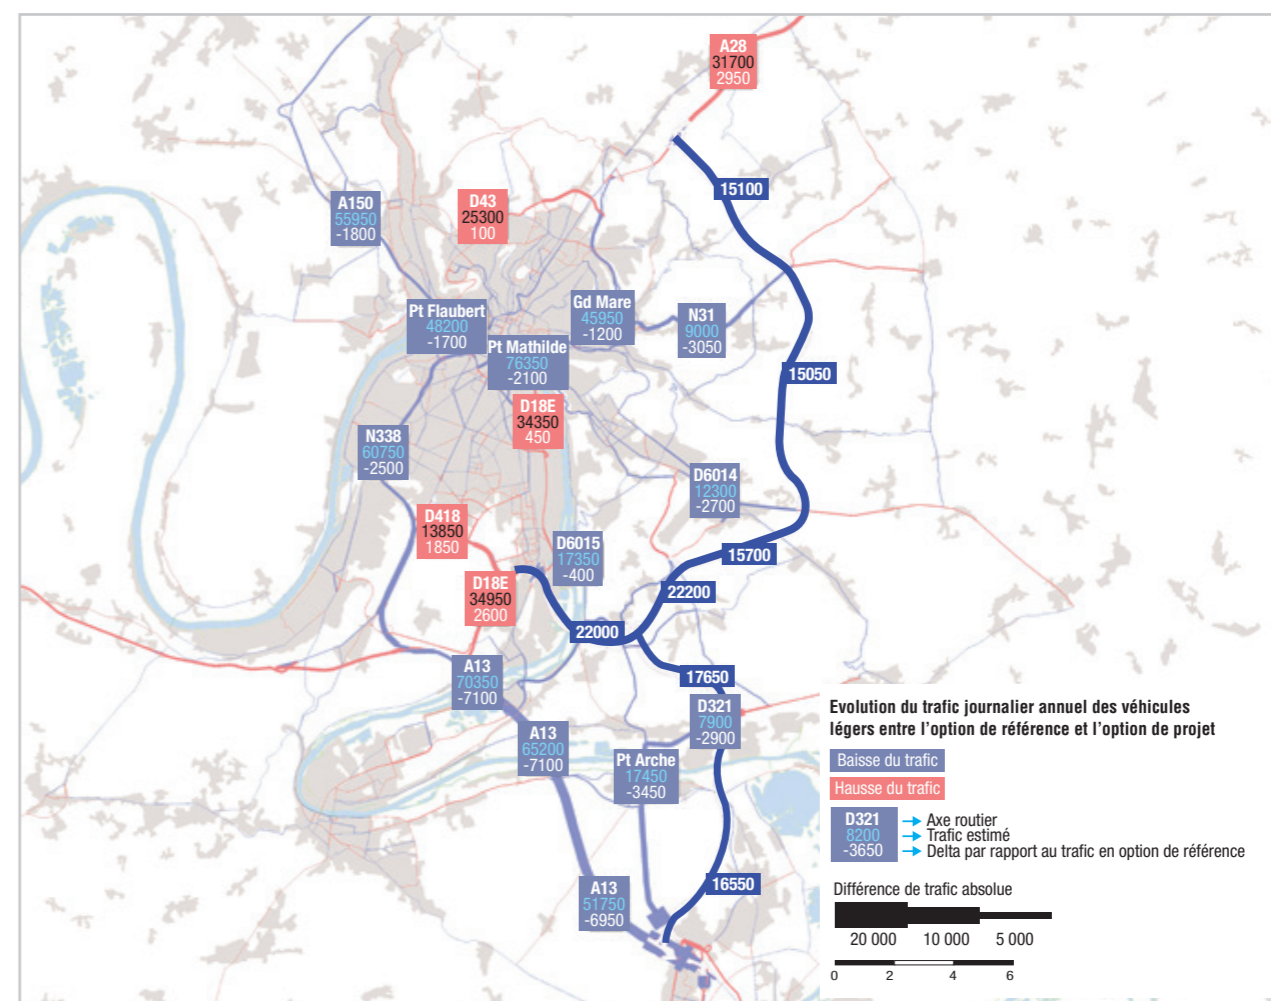 A28
31700
2950
15100
A150
55950
-1800
D43
25300
100
Pt Flaubert
48200
-1700
Gd Mare
45950
-1200
N31
9000
-3050
Pt Mathilde
76350
-2100
15050
D18E
34350
450
N338
60750
-2500
D6014
12300
-2700
D418
13850
1850
D6015
17350
-400
15700
D18E
34950
2600
22200
22000
A13
70350
-7100
17650
D321
7900
-2900
A13
65200
-7100
Pt Arche
17450
-3450
A13
51750
-6950
16550
Evolution du trafic journalier annuel des véhicules
légers entre l'option de référence et l'option de projet
Baisse du trafic
Hausse du trafic
D321
8200
-3650
Axe routier
Trafic estimé
Delta par rapport au trafic en option de référence
Différence de trafic absolue
20 000 10 000 5 000
0 2 4 6